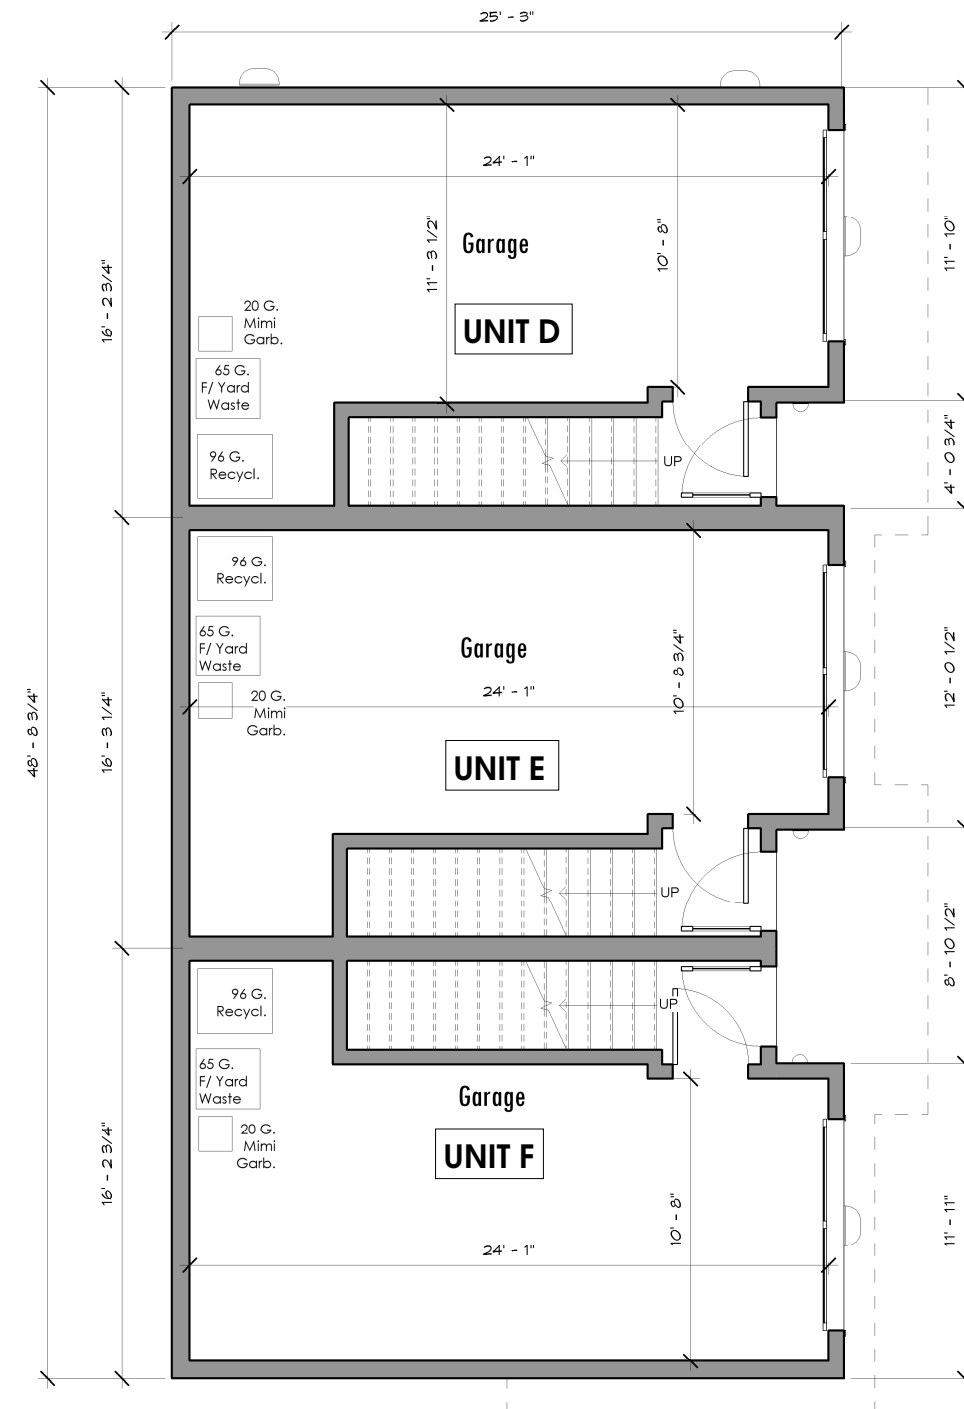 25' - 3"
24' - 1"
11' - 3 1/2"
10' - 8"
11' - 10"
Garage
16' - 2 3/4"
20 G.
Mimi
Garb.
UNIT D
65 G.
F/ Yard
Waste
96 G.
Recycl.
UP
4' - 0 3/4"
96 G.
Recycl.
65 G.
F/ Yard
Waste
Garage
24' - 1"
10' - 8 3/4"
12' - 0 1/2"
20 G.
Mimi
Garb.
48' - 8 3/4"
16' - 3 1/4"
UNIT E
UP
8' - 10 1/2"
96 G.
Recycl.
UP
65 G.
F/ Yard
Waste
Garage
20 G.
Mimi
Garb.
UNIT F
16' - 2 3/4"
10' - 8"
11' - 11"
24' - 1"